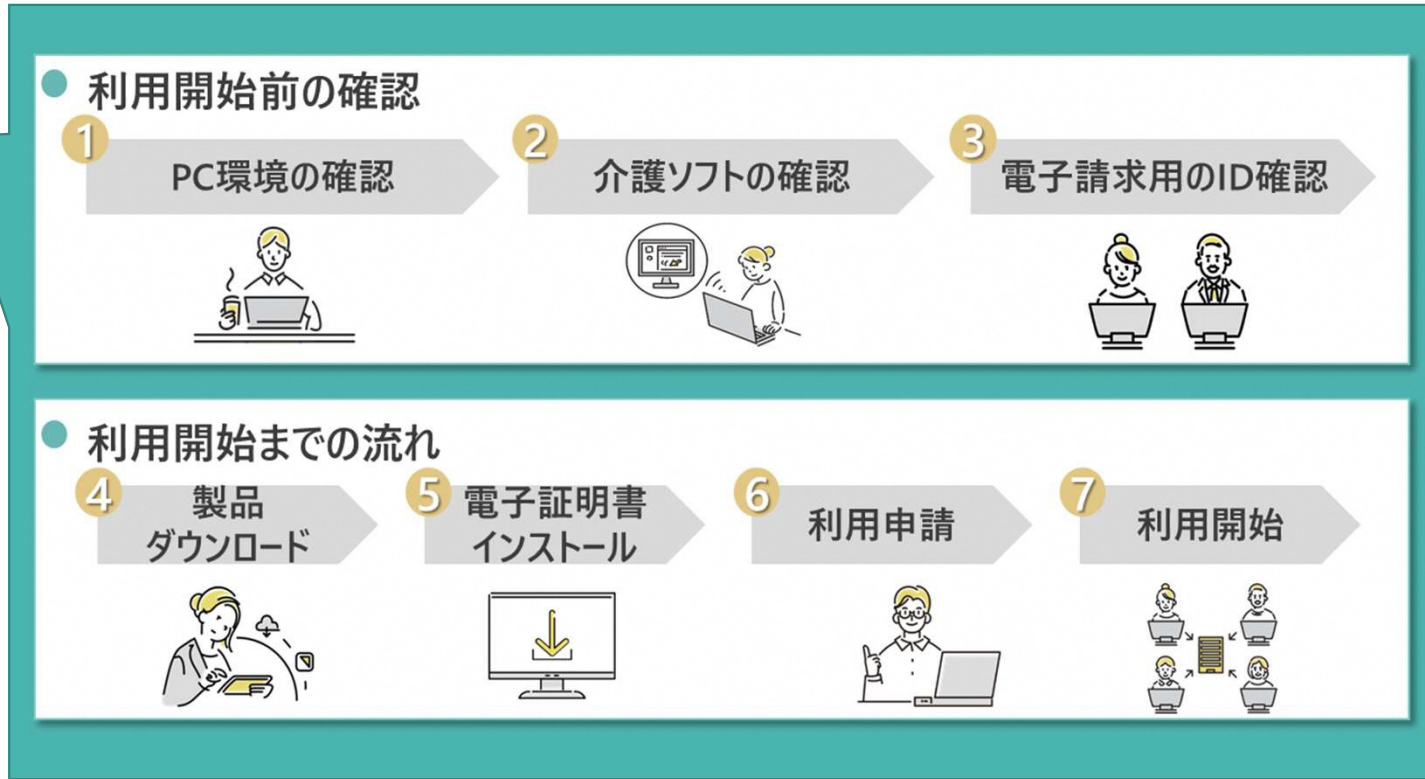 利用開始前の確認
1
PC環境の確認
2
介護ソフトの確認
3
電子請求用のID確認
利用開始までの流れ
4
製品
ダウンロード
5
電子証明書
インストール
6
利用申請
7
利用開始